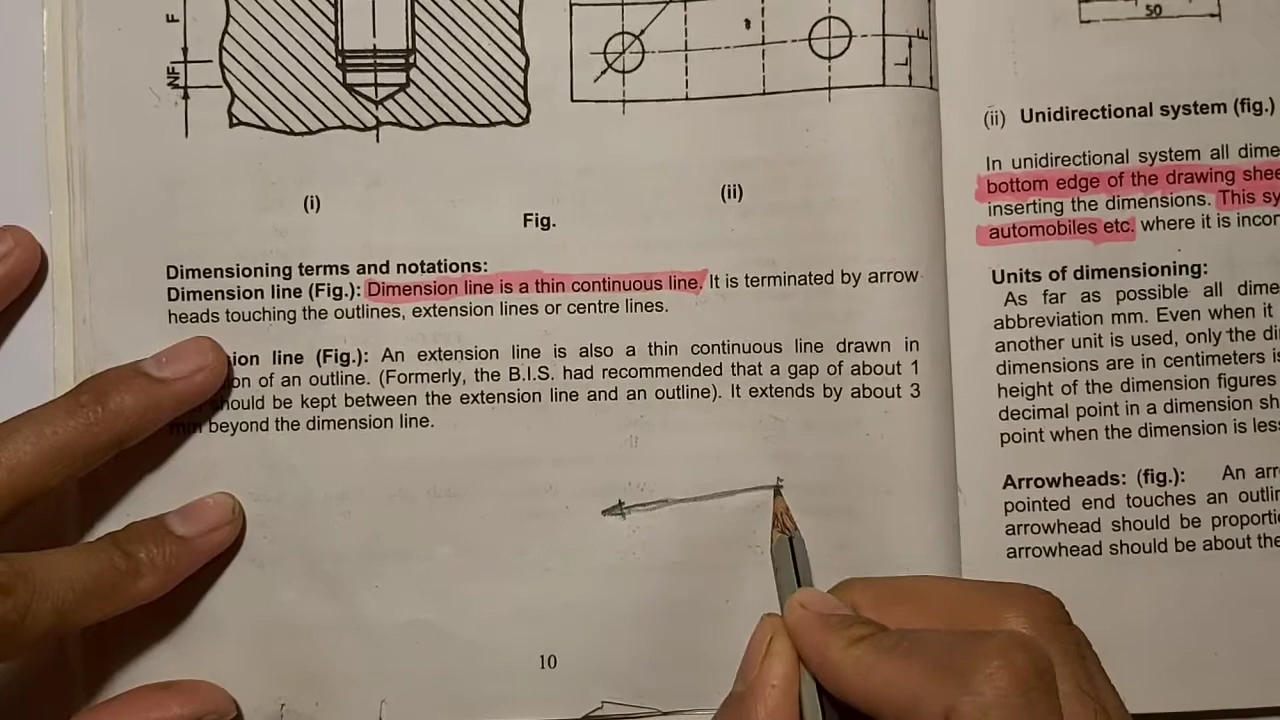 F
NF
L
F
50
(i)
(ii)
Fig.
Dimensioning terms and notations:
Dimension line (Fig.): Dimension line is a thin continuous line. It is terminated by arrow
heads touching the outlines, extension lines or centre lines.
ion line (Fig.): An extension line is also a thin continuous line drawn in
on of an outline. (Formerly, the B.I.S. had recommended that a gap of about 1
hould be kept between the extension line and an outline). It extends by about 3
mm beyond the dimension line.
10
(ii) Unidirectional system (fig.)
In unidirectional system all dime
bottom edge of the drawing shee
inserting the dimensions. This sy
automobiles etc. where it is incon
Units of dimensioning:
As far as possible all dime
abbreviation mm. Even when it
another unit is used, only the di
dimensions are in centimeters is
height of the dimension figures
decimal point in a dimension sh
point when the dimension is less
Arrowheads: (fig.): An arr
pointed end touches an outlin
arrowhead should be proporti
arrowhead should be about the